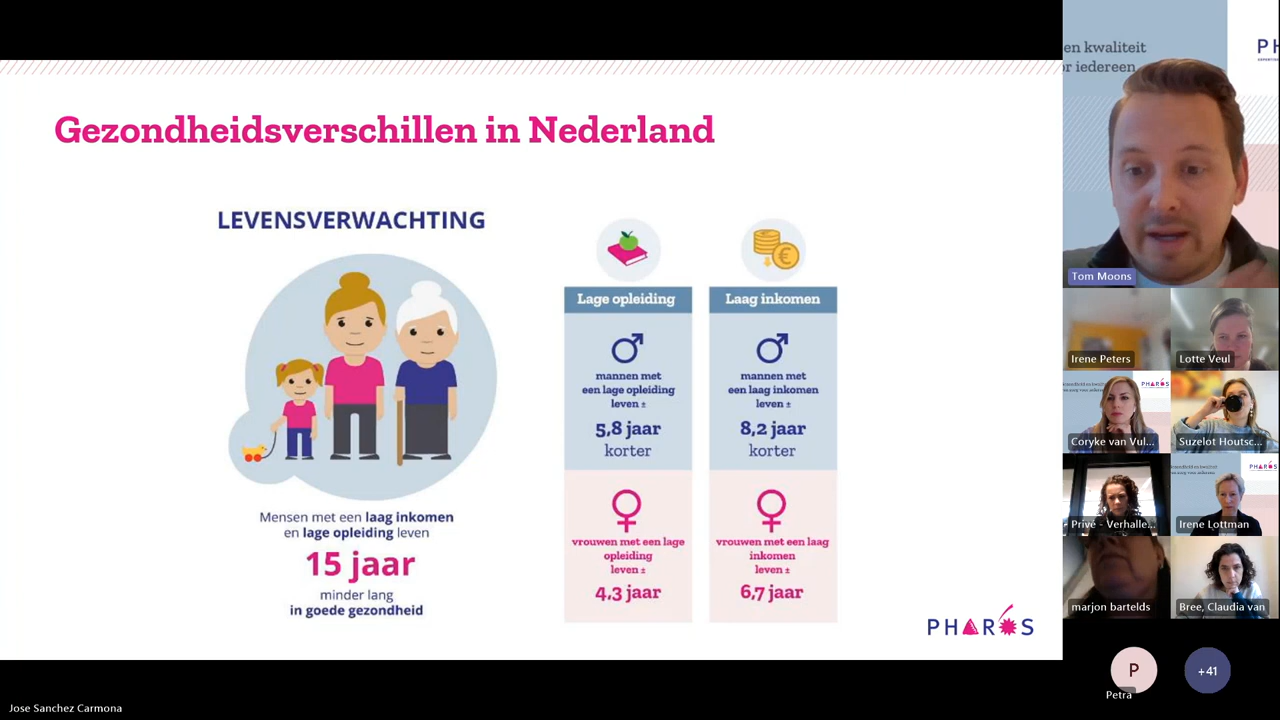 Gezondheidsverschillen in Nederland
LEVENSVERWACHTING
Mensen met een laag inkomen
en lage opleiding leven
15 jaar
minder lang
in goede gezondheid
Lage opleiding
mannen met
een lage opleiding
leven ±
5,8 jaar
korter
vrouwen met een lage
opleiding
leven ±
4,3 jaar
Laag inkomen
mannen met
een laag inkomen
leven ±
8,2 jaar
korter
vrouwen met een laag
inkomen
leven ±
6,7 jaar
PHAROS
en kwaliteit
or iedereen
PH
Tom Moons
Irene Peters
Lotte Veul
PHAROS
Coryke van Vul...
Suzelot Houtsc...
Privé - Verhalle...
PHAROS
Irene Lottman
marjon bartelds
Bree, Claudia van
P
Petra
+41
Jose Sanchez Carmona